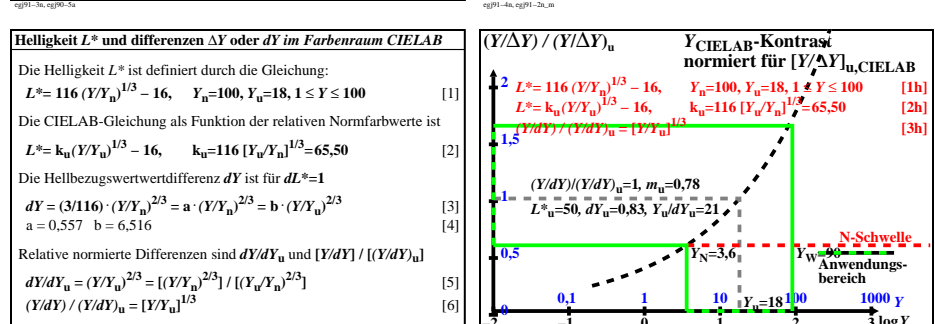 egj91–3n, egj90–5a
egj91–4n, egj91–2n_m
Helligkeit L* und differenzen ΔY oder dY im Farbenraum CIELAB
Die Helligkeit L* ist definiert durch die Gleichung:
L*= 116 (Y/Yn)^1/3 – 16, Yn=100, Yu=18, 1 ≤ Y ≤ 100 [1]
Die CIELAB-Gleichung als Funktion der relativen Normfarbwerte ist
L*= ku(Y/Yu)^1/3 – 16, ku=116 [Yu/Yn]^1/3=65,50 [2]
Die Hellbezugswertwertdifferenz dY ist für dL*=1
dY = (3/116)·(Y/Yn)^2/3 = a·(Y/Yn)^2/3 = b·(Y/Yu)^2/3 [3]
a = 0,557 b = 6,516 [4]
Relative normierte Differenzen sind dY/dYu und [Y/dY] / [(Y/dY)u]
dY/dYu = (Y/Yu)^2/3 = [(Y/Yn)^2/3] / [(Yu/Yn)^2/3] [5]
(Y/dY) / (Y/dY)u = [Y/Yu]^1/3 [6]
(Y/ΔY) / (Y/ΔY)u
YCIELAB-Kontrast
normiert für [Y/ΔY]u,CIELAB
L*= 116 (Y/Yn)^1/3 – 16, Yn=100, Yu=18, 1 ≤ Y ≤ 100 [1h]
L*= ku(Y/Yu)^1/3 – 16, ku=116 [Yu/Yn]^1/3=65,50 [2h]
(Y/dY) / (Y/dY)u = [Y/Yu]^1/3 [3h]
2
1,5
(Y/dY)/(Y/dY)u=1, mu=0,78
1
L*u=50, dYu=0,83, Yu/dYu=21
N-Schwelle
0,5
YN=3,6
YW=90
Anwendungs-
bereich
0
0,1 1 10 100 1000 Y
Yu=18
–2 –1 0 1 2 3 log Y